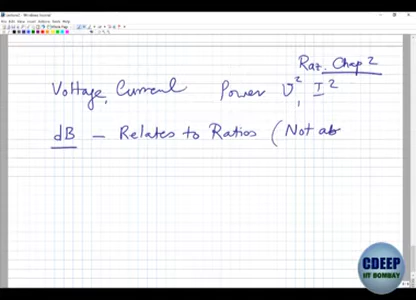 Raz. Chap 2
Voltage, Current Power v², I²
dB – Relates to Ratios (Not ab
CDEEP
IIT BOMBAY